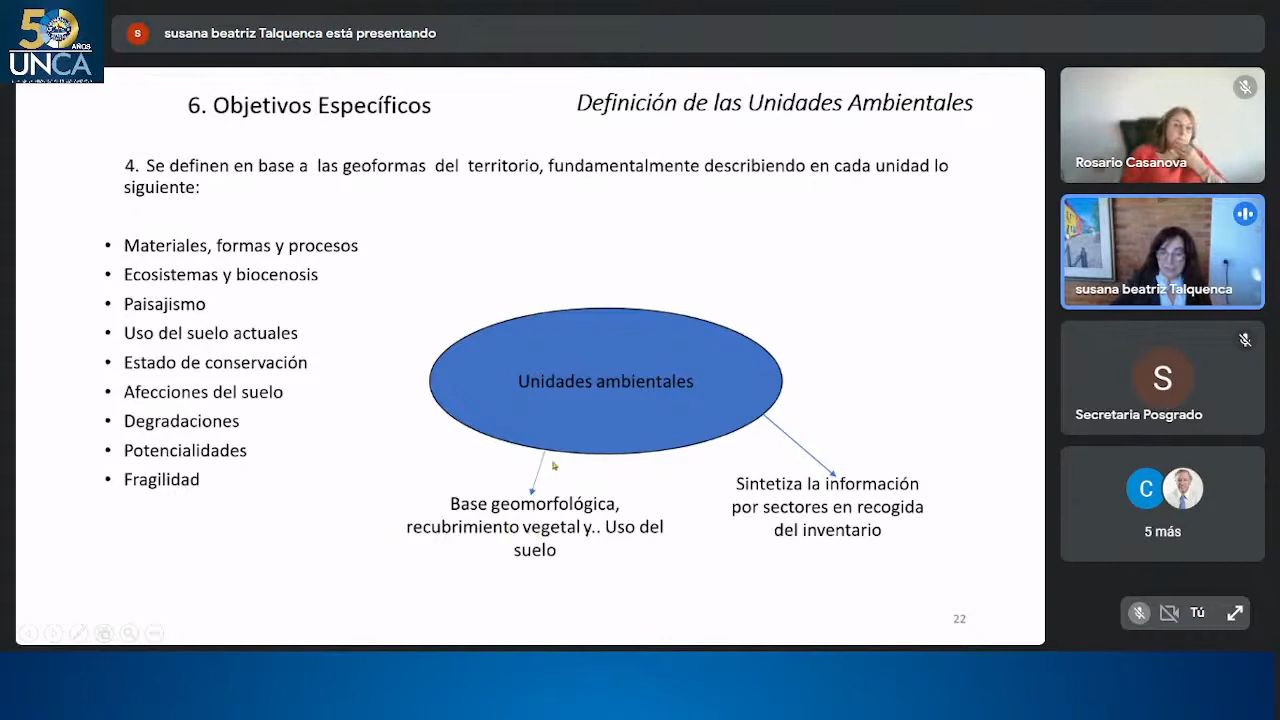 50
AÑOS
UNCA
S
susana beatriz Talquenca está presentando
6. Objetivos Específicos
Definición de las Unidades Ambientales
4. Se definen en base a las geoformas del territorio, fundamentalmente describiendo en cada unidad lo
siguiente:
• Materiales, formas y procesos
• Ecosistemas y biocenosis
• Paisajismo
• Uso del suelo actuales
• Estado de conservación
• Afecciones del suelo
• Degradaciones
• Potencialidades
• Fragilidad
Unidades ambientales
Base geomorfológica,
recubrimiento vegetal y.. Uso del
suelo
Sintetiza la información
por sectores en recogida
del inventario
22
Rosario Casanova
susana beatriz Talquenca
S
Secretaria Posgrado
C
5 más
Tú